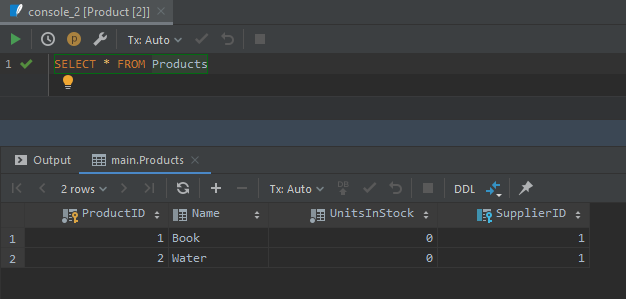 console_2 [Product [2]]
p Tx: Auto
1 SELECT * FROM Products
Output main.Products
2 rows Tx: Auto DB DDL
ProductID Name UnitsInStock SupplierID
1 1 Book 0 1
2 2 Water 0 1